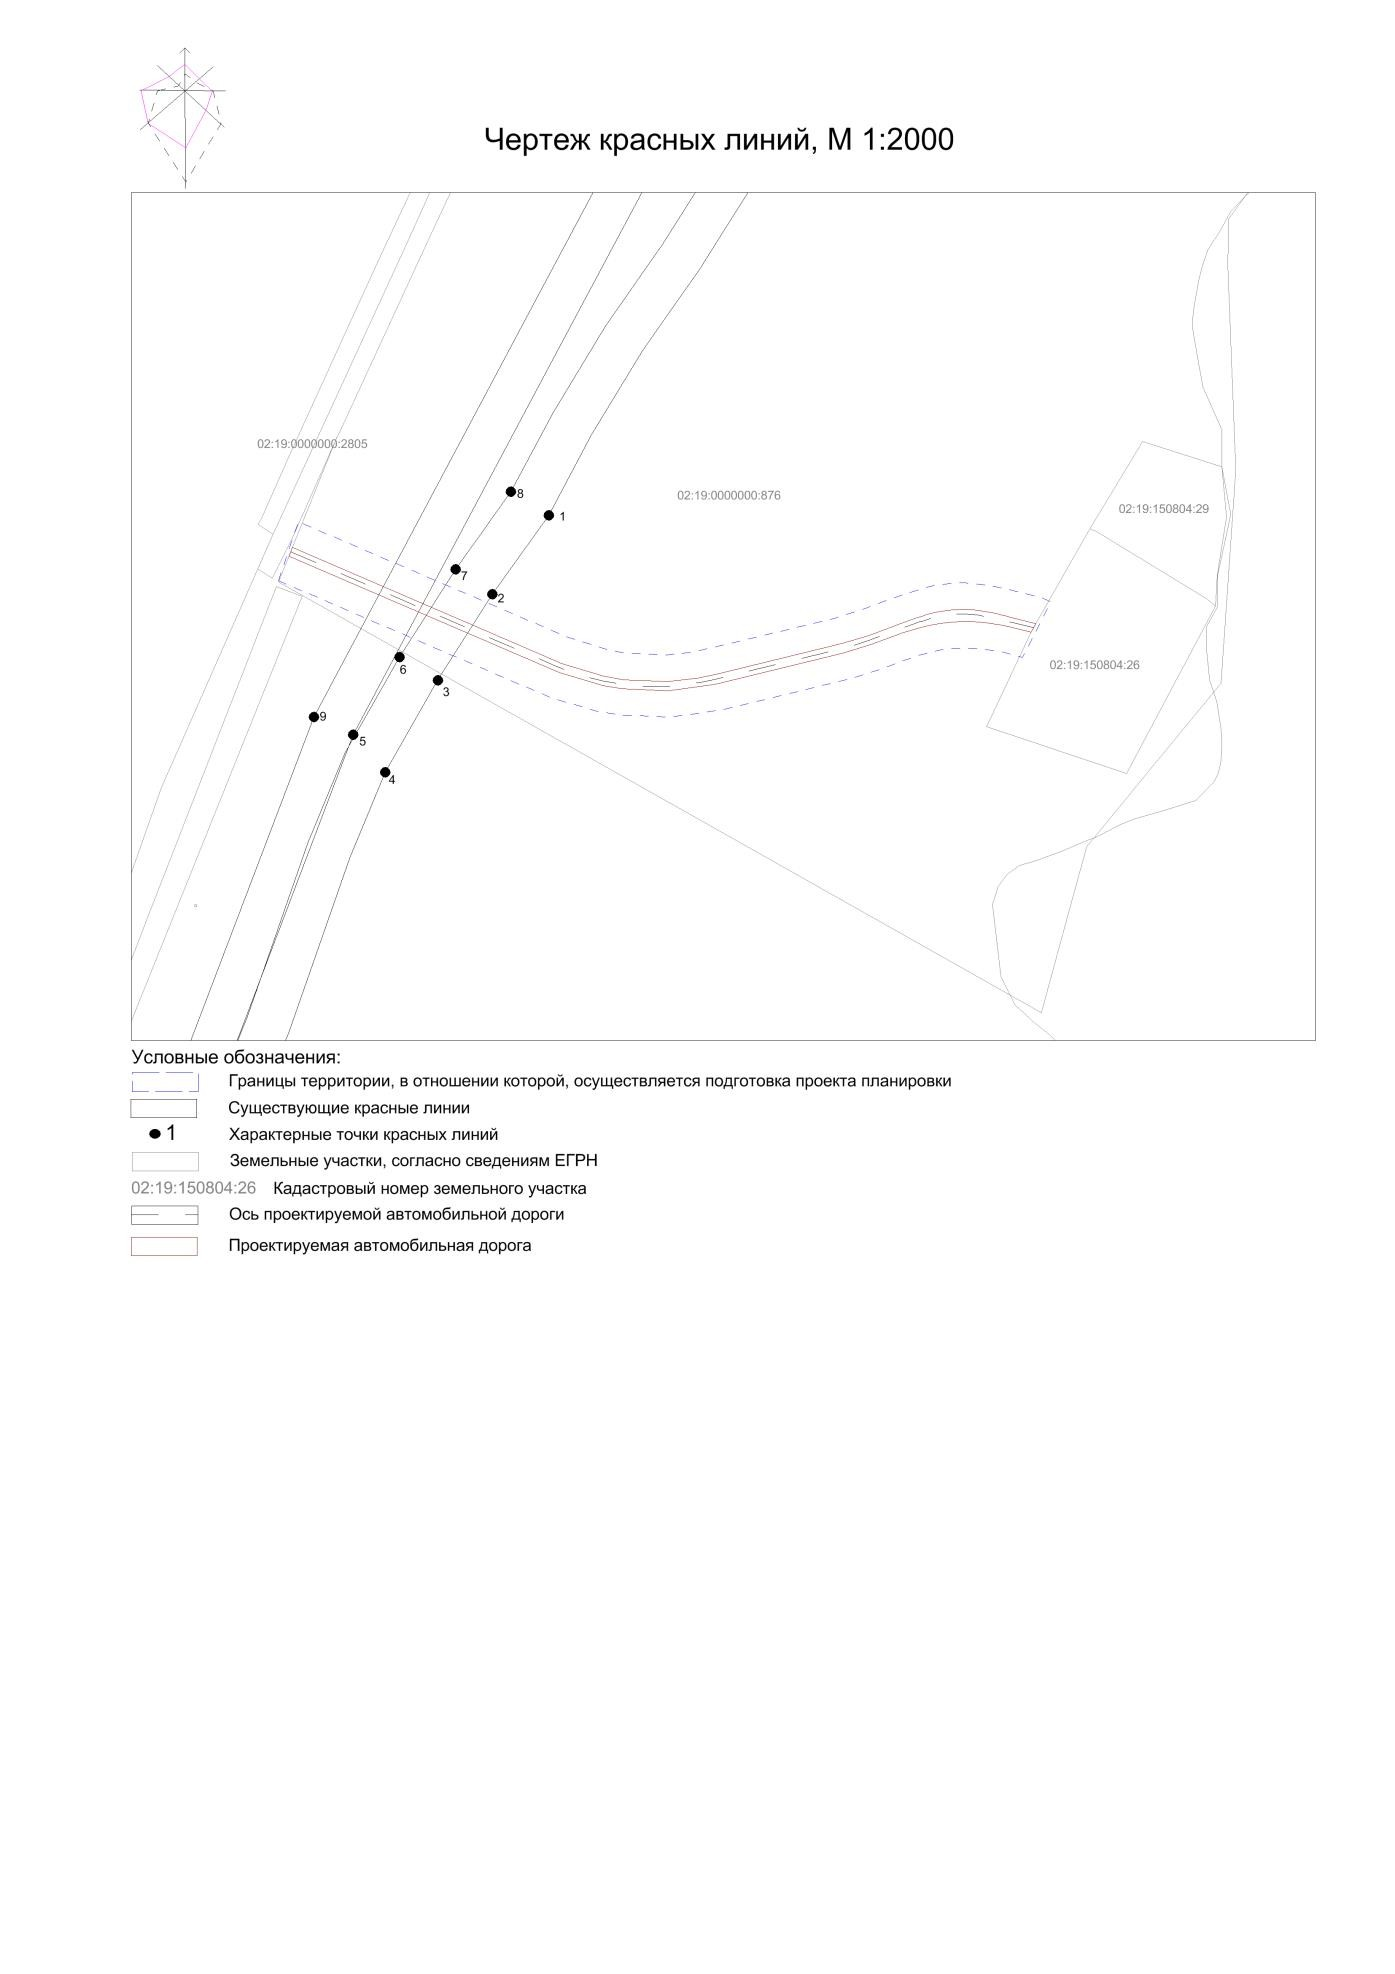 Чертеж красных линий, М 1:2000
02:19:0000000:2805
02:19:0000000:876
8
1
02:19:150804:29
7
2
02:19:150804:26
6
3
9
5
4
Условные обозначения:
Границы территории, в отношении которой, осуществляется подготовка проекта планировки
Существующие красные линии
1 Характерные точки красных линий
Земельные участки, согласно сведениям ЕГРН
02:19:150804:26 Кадастровый номер земельного участка
Ось проектируемой автомобильной дороги
Проектируемая автомобильная дорога